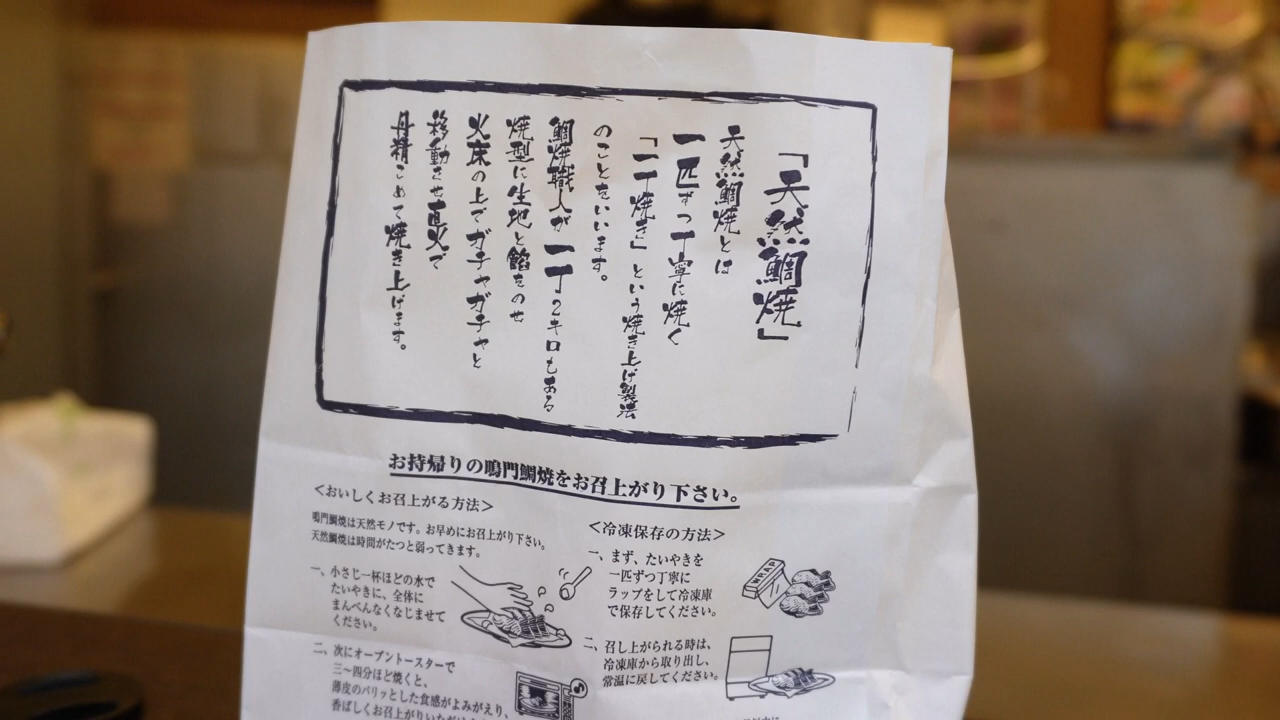 「天然鯛焼」
天然鯛焼とは
一匹ずつ丁寧に焼く
「一丁焼き」という焼き上げ製法
のことをいいます。
鯛焼職人が一丁2キロもある
焼型に生地と餡をのせ
火床の上でガチャガチャと
移動させ直火で
丹精こめて焼き上げます。
お持帰りの鳴門鯛焼をお召上がり下さい。
＜おいしくお召上がる方法＞
鳴門鯛焼は天然モノです。お早めにお召上がり下さい。
天然鯛焼は時間がたつと弱ってきます。
一、小さじ一杯ほどの水で
たいやきに、全体に
まんべんなくなじませて
ください。
二、次にオーブントースターで
三〜四分ほど焼くと、
薄皮のパリッとした食感がよみがえり、
香ばしくお召上がりいただけ
＜冷凍保存の方法＞
一、まず、たいやきを
一匹ずつ丁寧に
ラップをして冷凍庫
で保存してください。
WRAP
二、召し上がられる時は、
冷凍庫から取り出し、
常温に戻してください。